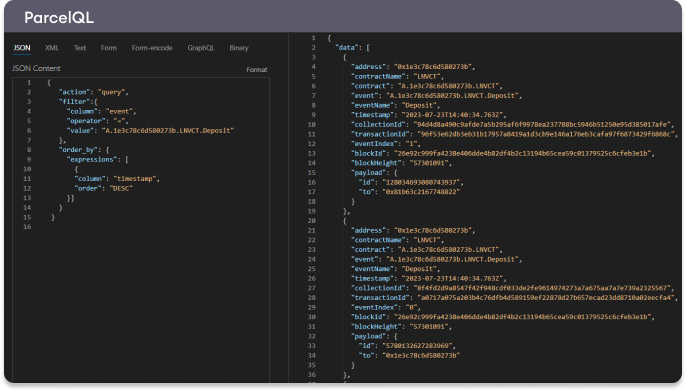 ParcelQL
JSON XML Text Form Form-encode GraphQL Binary
JSON Content Format
1 {
2 "action": "query",
3 "filter":{
4 "column": "event",
5 "operator": "=",
6 "value": "A.1e3c78c6d580273b.LNVCT.Deposit"
7 },
8 "order_by": {
9 "expressions": [
10 {
11 "column": "timestamp",
12 "order": "DESC"
13 }]
14 }
15 }
16
1 {
2 "data": [
3 {
4 "address": "0x1e3c78c6d580273b",
5 "contractName": "LNVCT",
6 "contract": "A.1e3c78c6d580273b.LNVCT",
7 "event": "A.1e3c78c6d580273b.LNVCT.Deposit",
8 "eventName": "Deposit",
9 "timestamp": "2023-07-23T14:40:34.763Z",
10 "collectionId": "94d4d8a490c9afde7a5b295af6f9978ea237788bc5946b51250e95d385017afe",
11 "transactionId": "96f53e62db3eb31b17957a8419a1d3cb9e146a176eb3cafa97f6873429f6868c",
12 "eventIndex": "1",
13 "blockId": "26e92c999fa4238e406dde4b82df4b2c13194b65cea59c01379525c6cfeb3e1b",
14 "blockHeight": "57301091",
15 "payload": {
16 "id": "128034693080743937",
17 "to": "0x81b63c2167748822"
18 }
19 },
20 {
21 "address": "0x1e3c78c6d580273b",
22 "contractName": "LNVCT",
23 "contract": "A.1e3c78c6d580273b.LNVCT",
24 "event": "A.1e3c78c6d580273b.LNVCT.Deposit",
25 "eventName": "Deposit",
26 "timestamp": "2023-07-23T14:40:34.763Z",
27 "collectionId": "8f4fd2d9a8547f42f948cdf033de2fe9614974273a7a675aa7a7e739a2325567",
28 "transactionId": "a0717a075a203b4c76dfb4d589159ef22878d27b657ecad23dd8710a02eecfa4",
29 "eventIndex": "0",
30 "blockId": "26e92c999fa4238e406dde4b82df4b2c13194b65cea59c01379525c6cfeb3e1b",
31 "blockHeight": "57301091",
32 "payload": {
33 "id": "5780132627283969",
34 "to": "0x1e3c78c6d580273b"
35 }
36 },